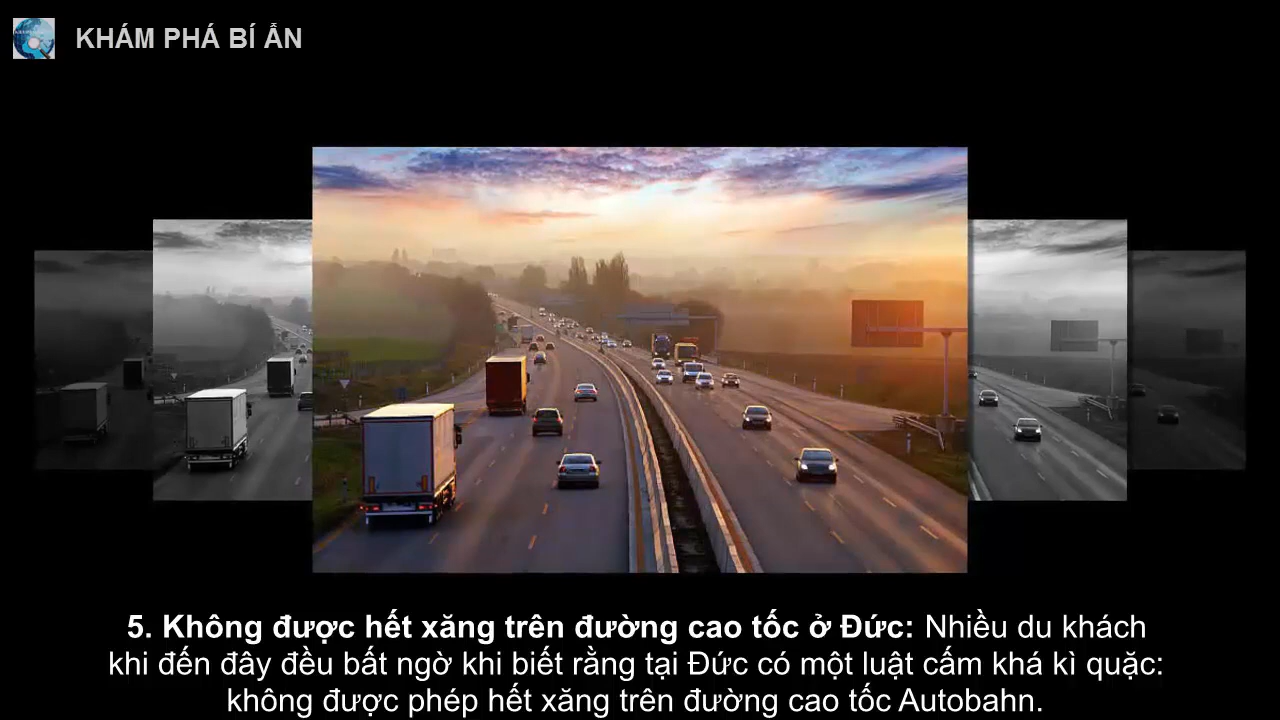 KHÁM PHÁ BÍ ẨN
5. Không được hết xăng trên đường cao tốc ở Đức: Nhiều du khách
khi đến đây đều bất ngờ khi biết rằng tại Đức có một luật cấm khá kì quặc:
không được phép hết xăng trên đường cao tốc Autobahn.